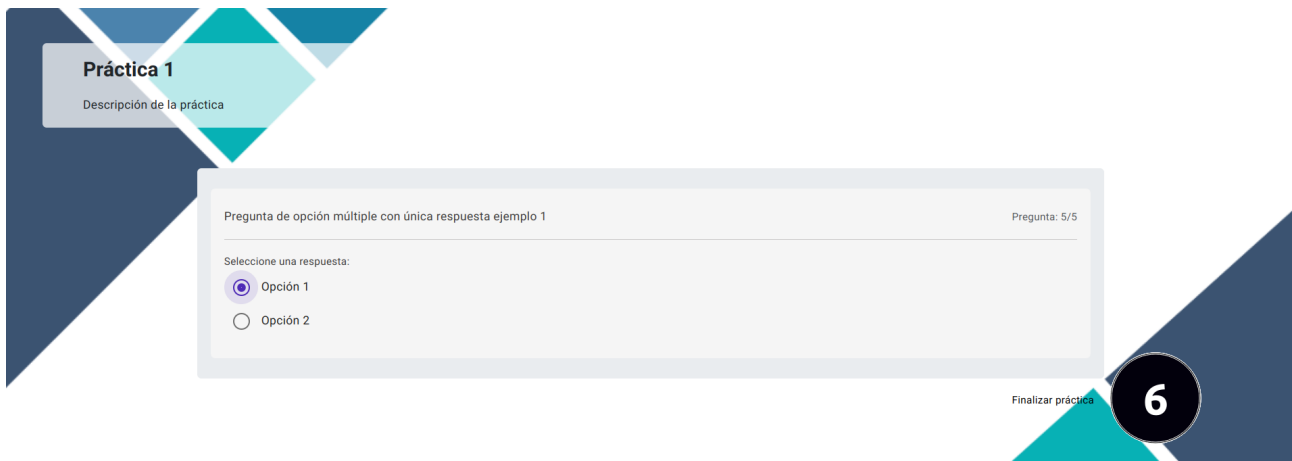 Práctica 1
Descripción de la práctica
Pregunta de opción múltiple con única respuesta ejemplo 1
Pregunta: 5/5
Seleccione una respuesta:
Opción 1
Opción 2
Finalizar práctica
6